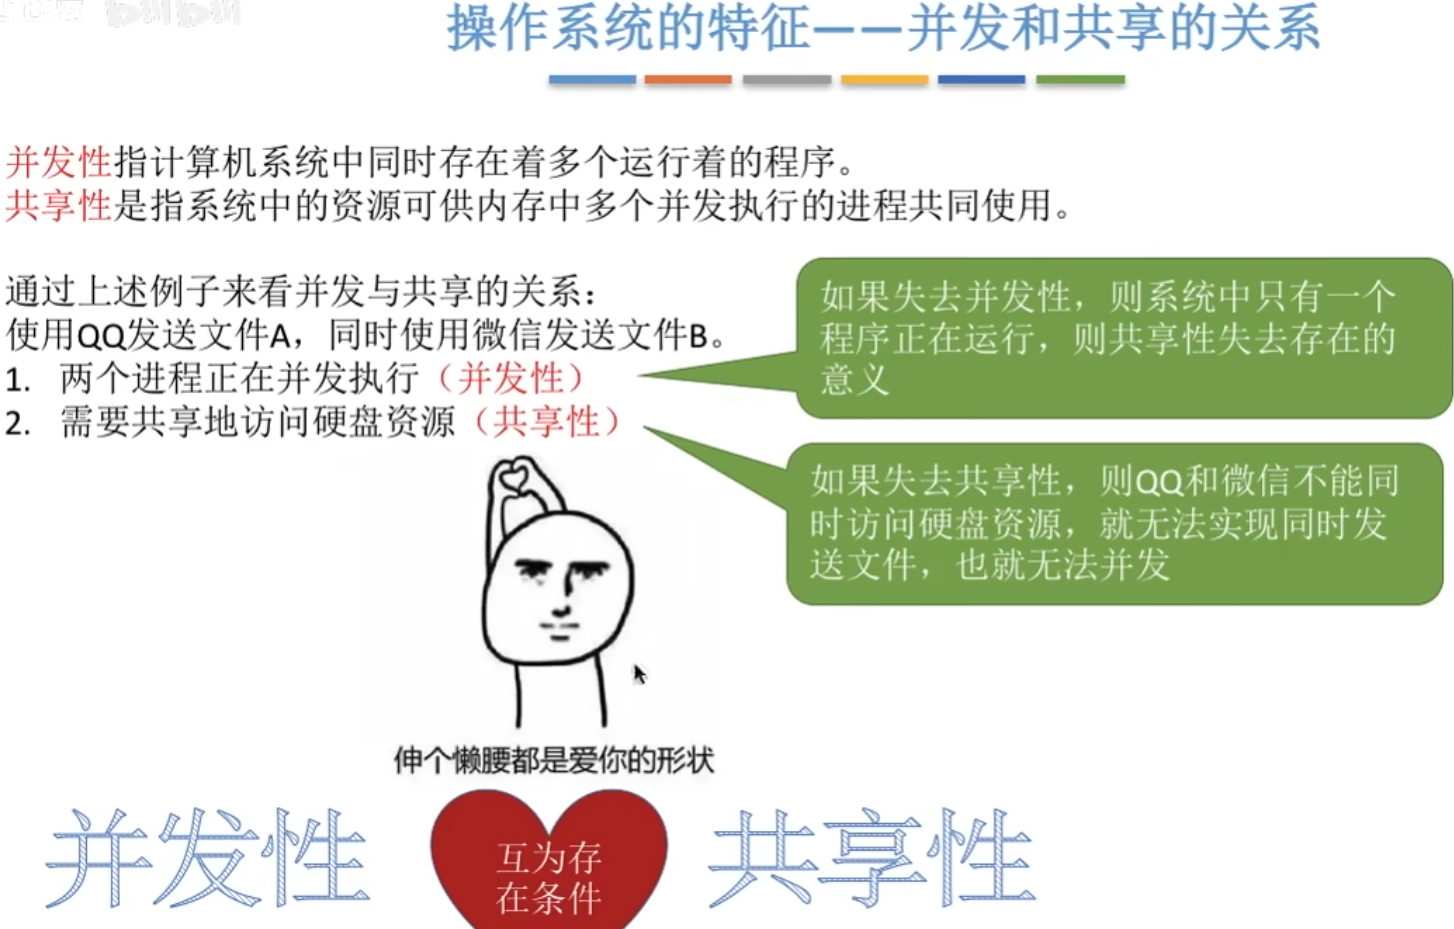 操作系统的特征——并发和共享的关系
并发性指计算机系统中同时存在着多个运行着的程序。
共享性是指系统中的资源可供内存中多个并发执行的进程共同使用。
通过上述例子来看并发与共享的关系：
使用QQ发送文件A，同时使用微信发送文件B。
1. 两个进程正在并发执行（并发性）
2. 需要共享地访问硬盘资源（共享性）
如果失去并发性，则系统中只有一个
程序正在运行，则共享性失去存在的
意义
如果失去共享性，则QQ和微信不能同
时访问硬盘资源，就无法实现同时发
送文件，也就无法并发
伸个懒腰都是爱你的形状
并发性
互为存
在条件
共享性